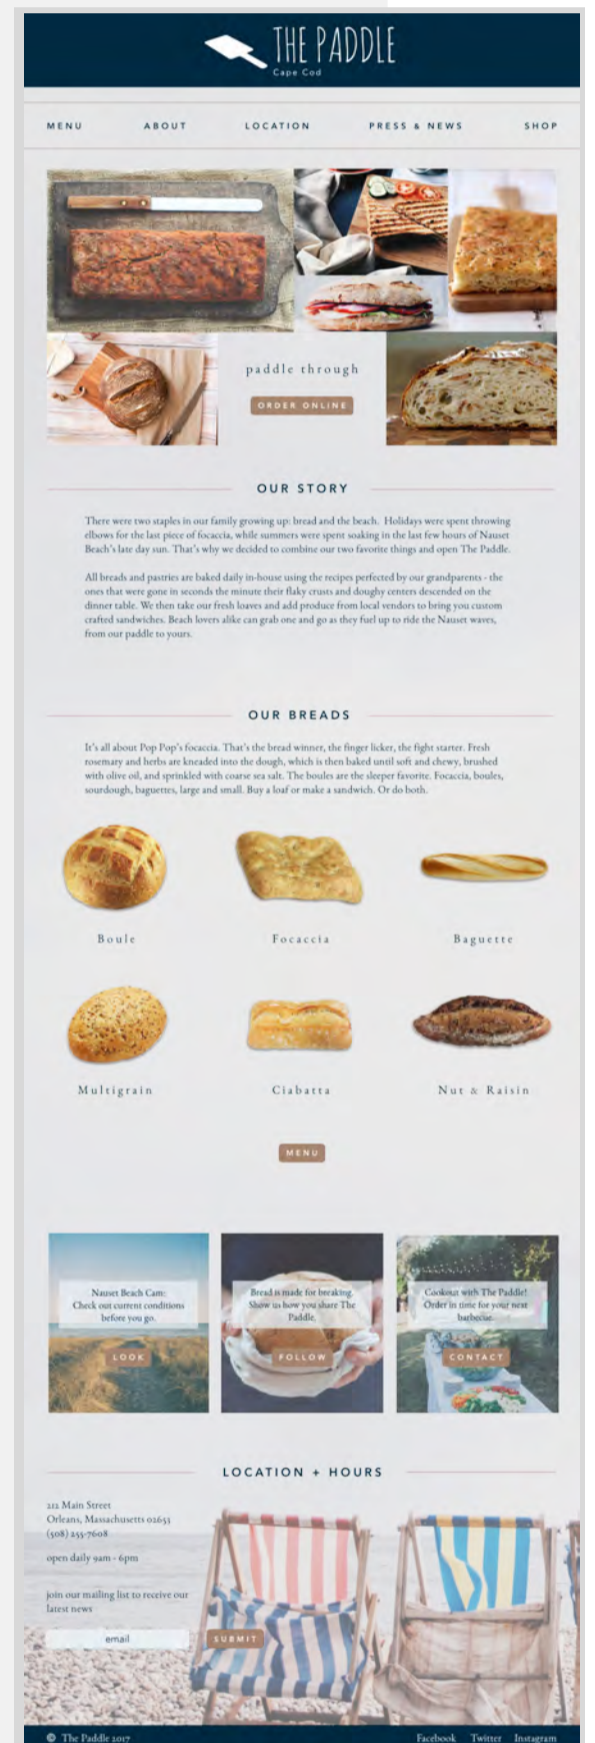 THE PADDLE
Cape Cod
MENU ABOUT LOCATION PRESS & NEWS SHOP
paddle through
ORDER ONLINE
OUR STORY
There were two staples in our family growing up: bread and the beach. Holidays were spent throwing
elbows for the last piece of focaccia, while summers were spent soaking in the last few hours of Nauset
Beach's late day sun. That's why we decided to combine our two favorite things and open The Paddle.
All breads and pastries are baked daily in-house using the recipes perfected by our grandparents - the
ones that were gone in seconds the minute their flaky crusts and doughy centers descended on the
dinner table. We then take our fresh loaves and add produce from local vendors to bring you custom
crafted sandwiches. Beach lovers alike can grab one and go as they fuel up to ride the Nauset waves,
from our paddle to yours.
OUR BREADS
It's all about Pop Pop's focaccia. That's the bread winner, the finger licker, the fight starter. Fresh
rosemary and herbs are kneaded into the dough, which is then baked until soft and chewy, brushed
with olive oil, and sprinkled with coarse sea salt. The boules are the sleeper favorite. Focaccia, boules,
sourdough, baguettes, large and small. Buy a loaf or make a sandwich. Or do both.
Boule Focaccia Baguette
Multigrain Ciabatta Nut & Raisin
MENU
Nauset Beach Cam:
Check out current conditions
before you go.
LOOK
Bread is made for breaking.
Show us how you share The
Paddle.
FOLLOW
Cookout with The Paddle!
Order in time for your next
barbecue.
CONTACT
LOCATION + HOURS
212 Main Street
Orleans, Massachusetts 02653
(508) 255-7608
open daily 9am - 6pm
join our mailing list to receive our
latest news
email SUBMIT
© The Paddle 2017 Facebook Twitter Instagram